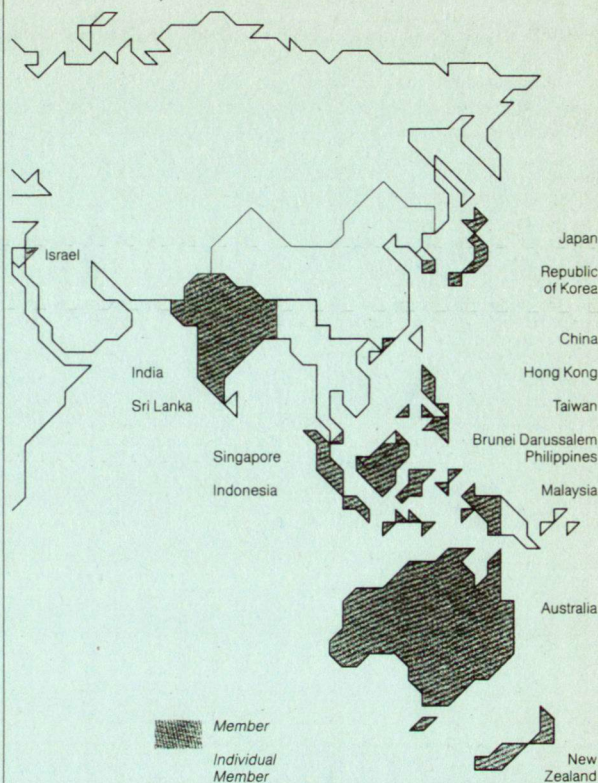 Israel
Japan
Republic
of Korea
China
India
Hong Kong
Sri Lanka
Taiwan
Brunei Darussalem
Singapore
Philippines
Indonesia
Malaysia
Australia
Member
Individual
Member
New
Zealand